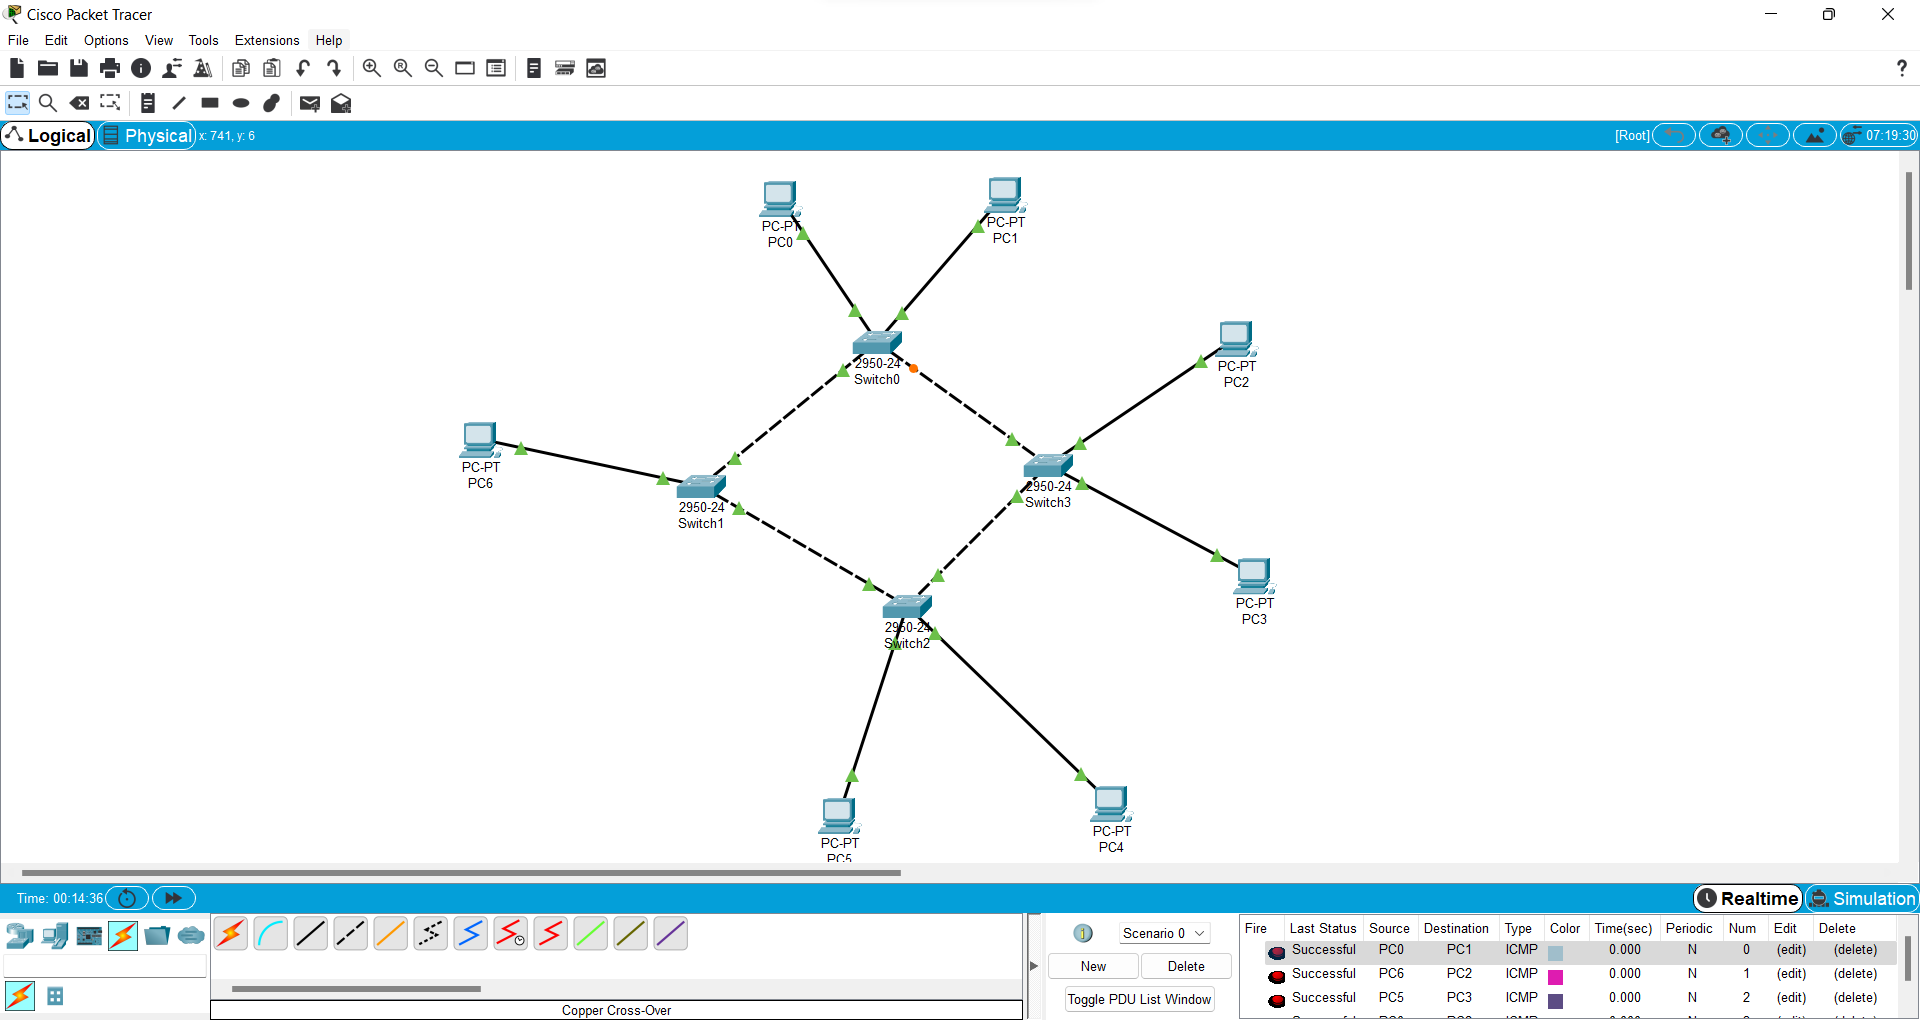 Cisco Packet Tracer
File Edit Options View Tools Extensions Help
Logical Physical x: 741, y: 6 [Root] 07:19:30
PC-PT
PC0
PC-PT
PC1
2950-24
Switch0
PC-PT
PC2
PC-PT
PC6
2950-24
Switch3
2950-24
Switch1
PC-PT
PC3
2950-24
Switch2
PC-PT
PC4
PC-PT
PC5
Time: 00:14:36 Realtime Simulation
Scenario 0
New Delete
Toggle PDU List Window
Fire Last Status Source Destination Type Color Time(sec) Periodic Num Edit Delete
Successful PC0 PC1 ICMP 0.000 N 0 (edit) (delete)
Successful PC6 PC2 ICMP 0.000 N 1 (edit) (delete)
Successful PC5 PC3 ICMP 0.000 N 2 (edit) (delete)
Copper Cross-Over